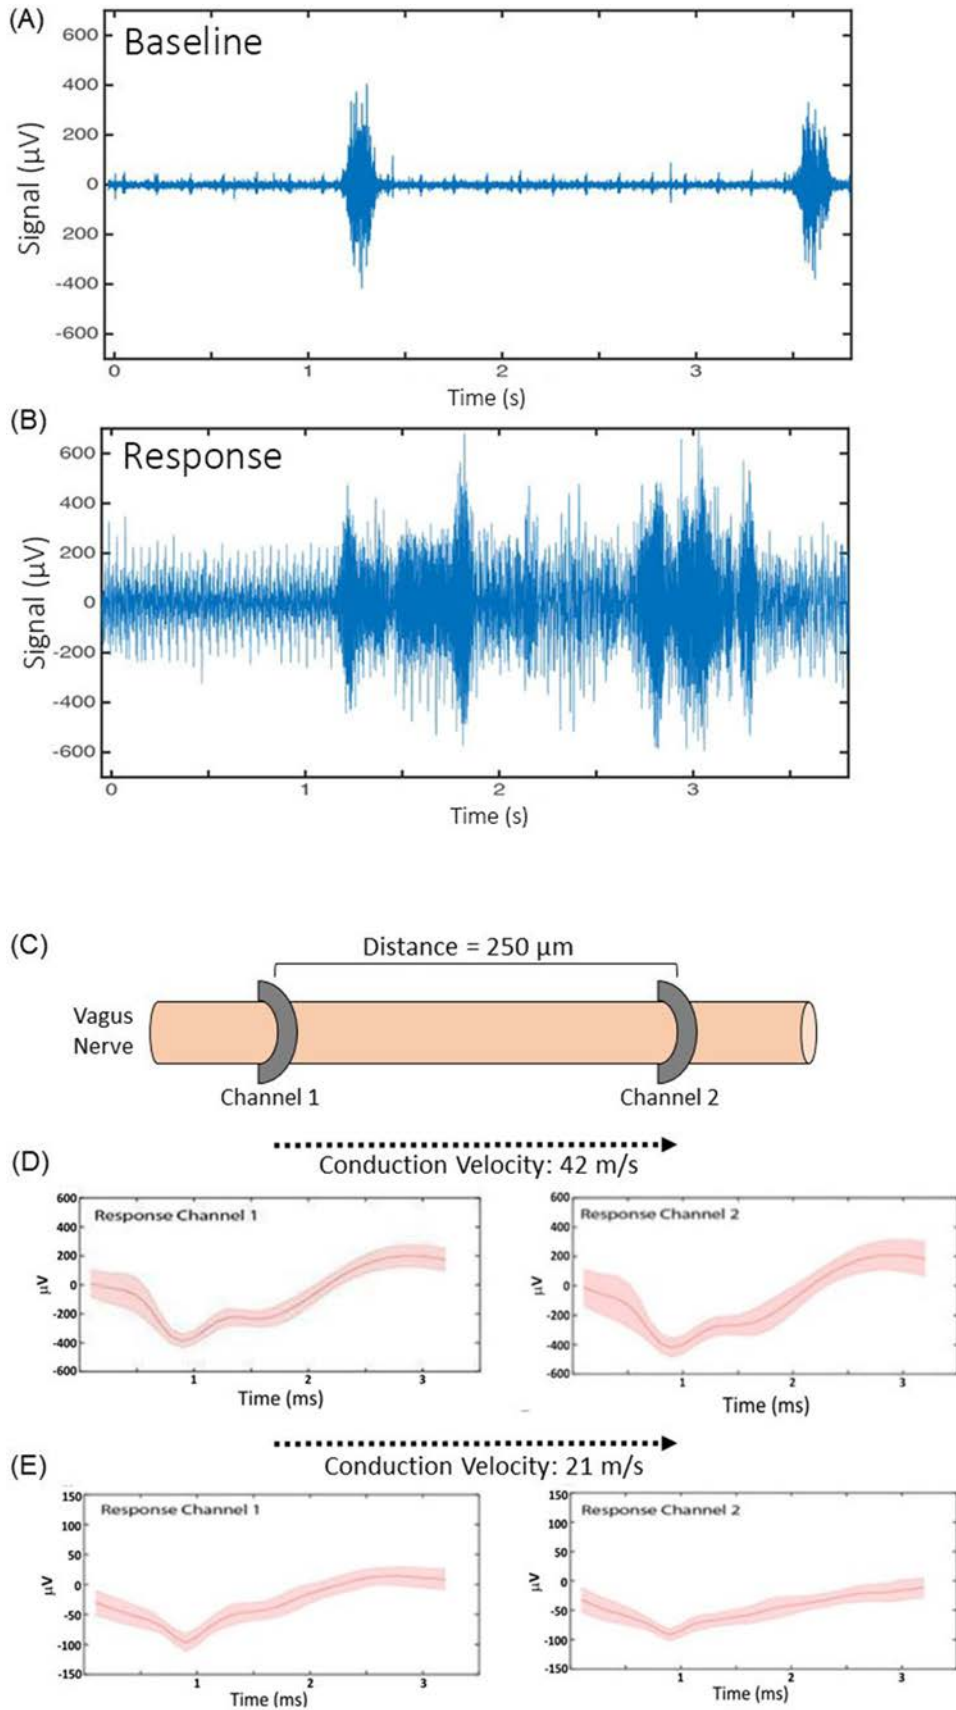 (A)
Baseline
Signal (µV)
600
400
200
0
200
-400
-600
0 1 2 3
Time (s)
(B)
Response
Signal (µV)
600
400
200
0
-200
-400
-600
0 1 2 3
Time (s)
(C)
Distance = 250 µm
Vagus
Nerve
Channel 1 Channel 2
(D)
Conduction Velocity: 42 m/s
Response Channel 1
µV
600
400
200
0
-200
-400
-600
1 2 3
Time (ms)
Response Channel 2
µV
600
400
200
0
-200
-400
-600
1 2 3
Time (ms)
(E)
Conduction Velocity: 21 m/s
Response Channel 1
µV
150
100
50
0
-50
-100
-150
1 2 3
Time (ms)
Response Channel 2
µV
150
100
50
0
-50
-100
-150
1 2 3
Time (ms)